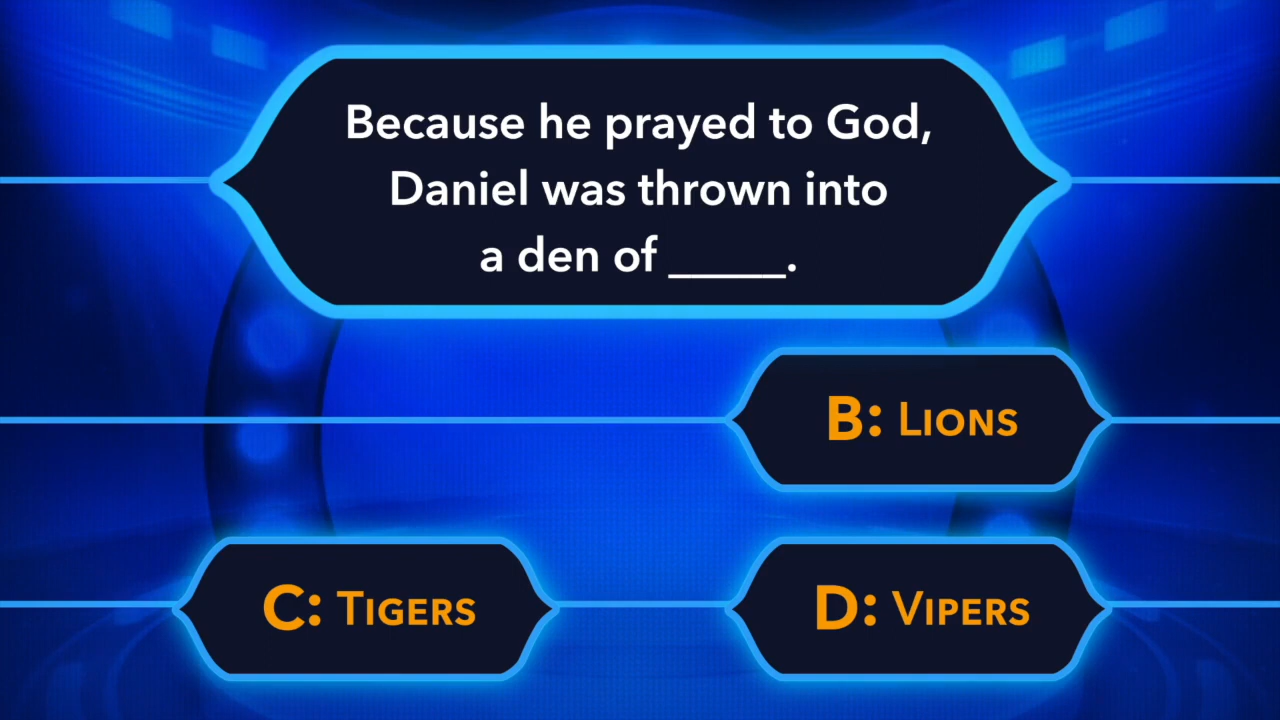 Because he prayed to God,
Daniel was thrown into
a den of _____.
B: Lions
C: Tigers
D: Vipers